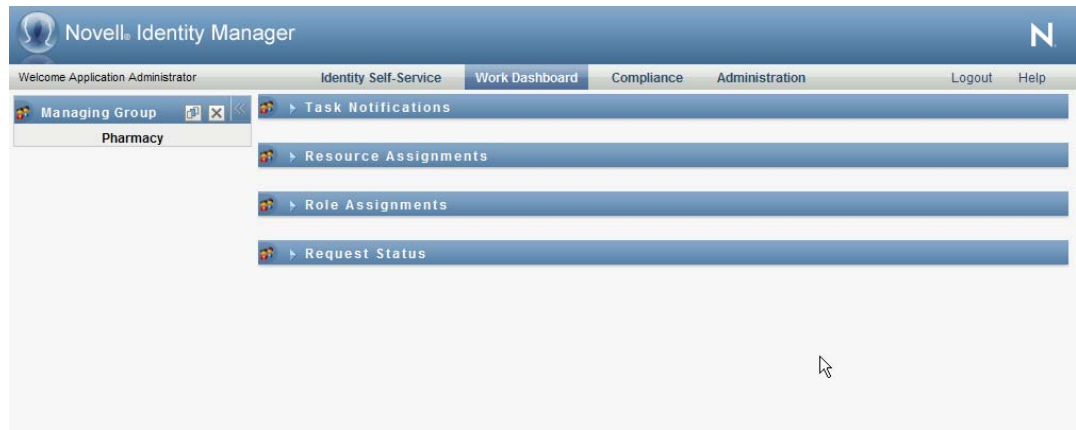 Novell® Identity Manager
N
Welcome Application Administrator
Identity Self-Service Work Dashboard Compliance Administration Logout Help
Managing Group
Pharmacy
Task Notifications
Resource Assignments
Role Assignments
Request Status